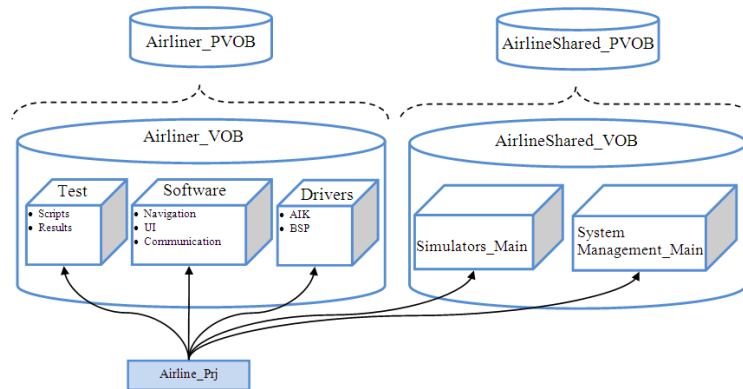 Airliner_PVOB
AirlineShared_PVOB
Airliner_VOB
AirlineShared_VOB
Test
• Scripts
• Results
Software
• Navigation
• UI
• Communication
Drivers
• AIK
• BSP
Simulators_Main
System
Management_Main
Airline_Prj